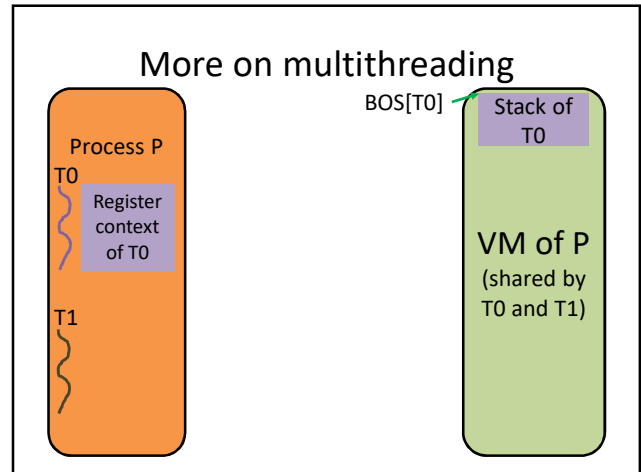 More on multithreading
BOS[T0]
Stack of
T0
Process P
T0
Register
context
of T0
VM of P
(shared by
T0 and T1)
T1